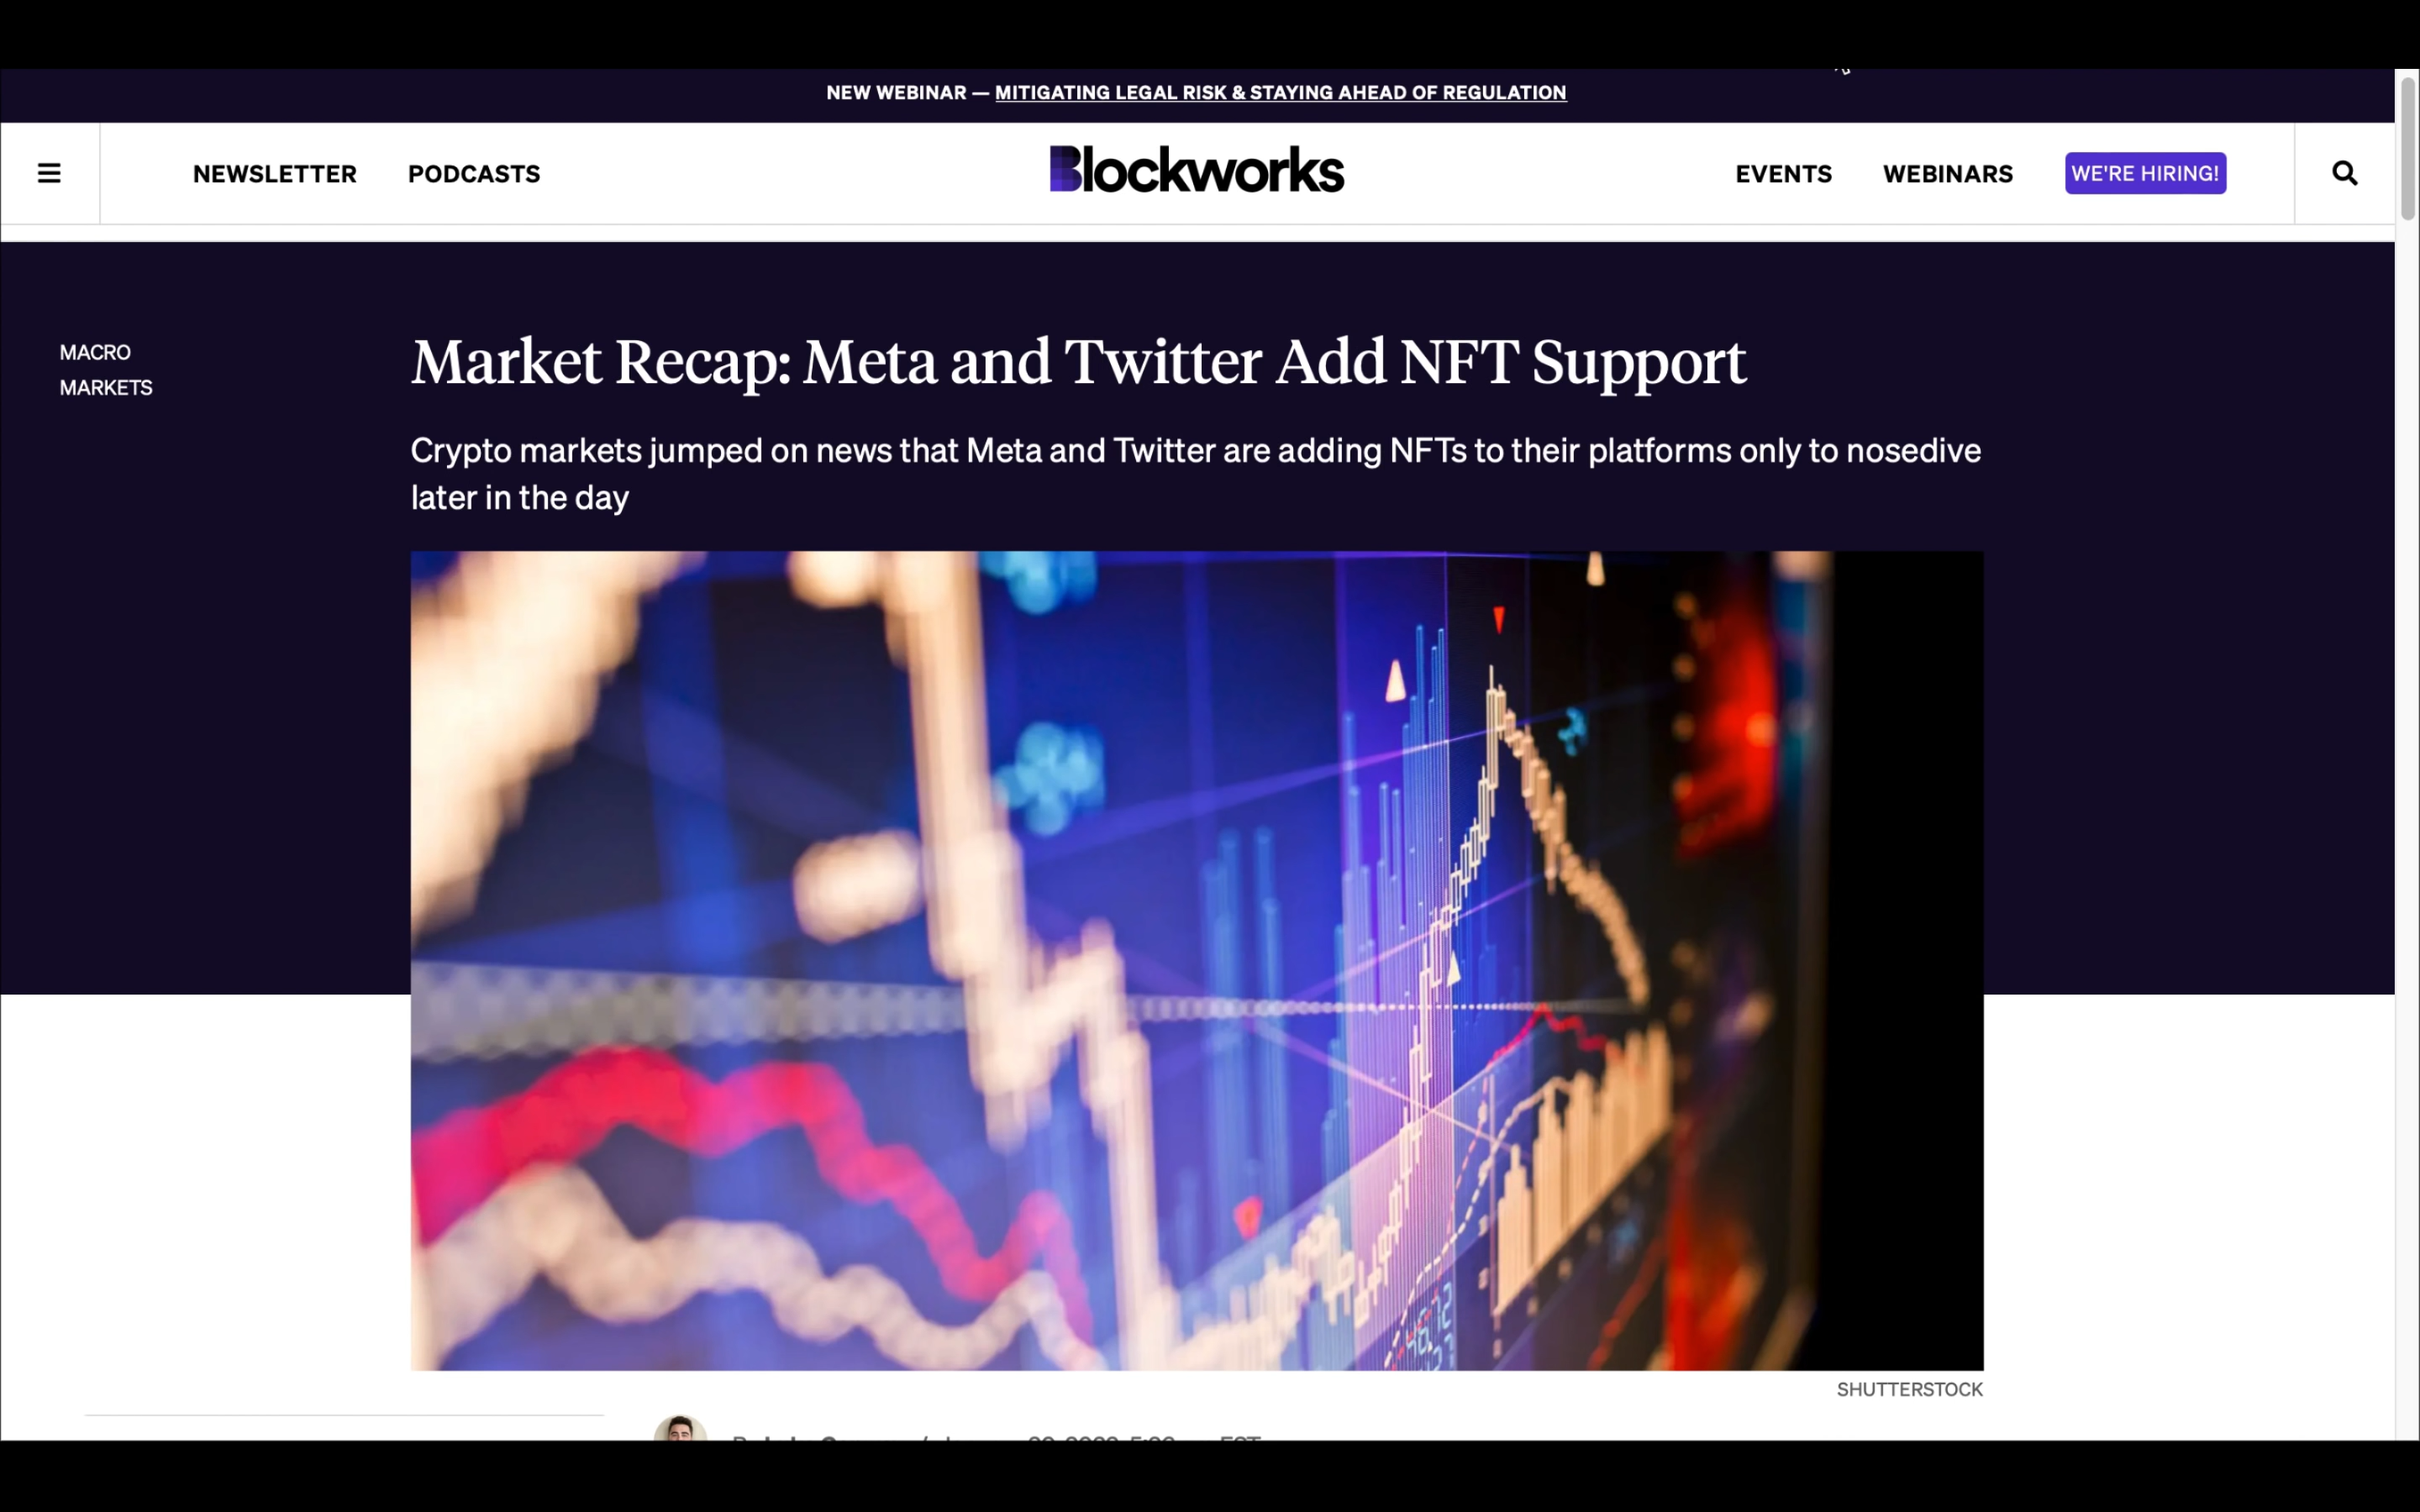 NEW WEBINAR — MITIGATING LEGAL RISK & STAYING AHEAD OF REGULATION
NEWSLETTER PODCASTS Blockworks EVENTS WEBINARS WE'RE HIRING!
MACRO
MARKETS
Market Recap: Meta and Twitter Add NFT Support
Crypto markets jumped on news that Meta and Twitter are adding NFTs to their platforms only to nosedive
later in the day
SHUTTERSTOCK